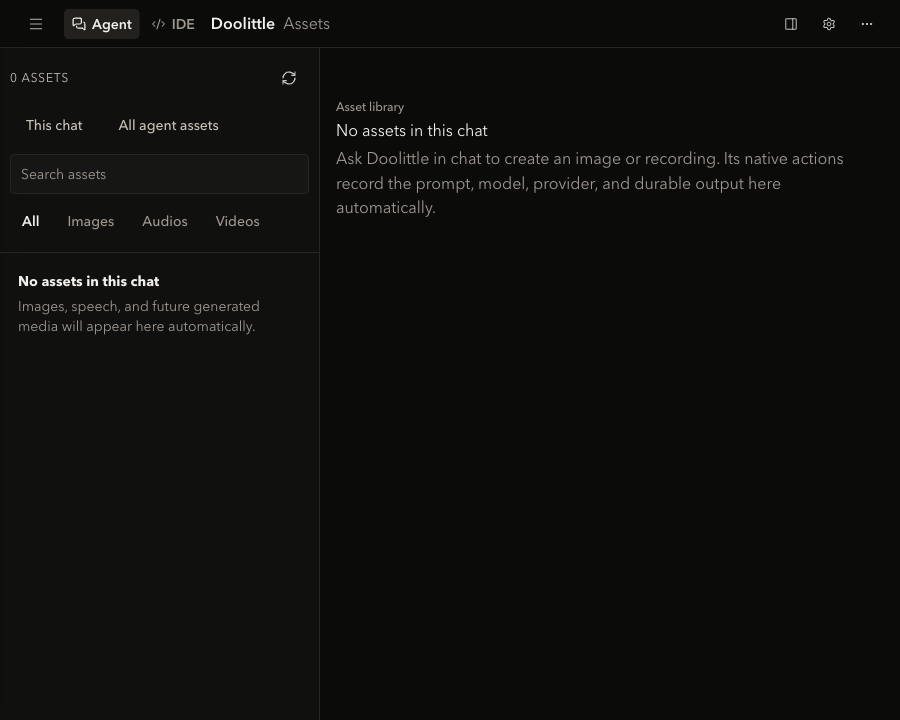 Agent IDE Doolittle Assets
0 ASSETS
This chat All agent assets
Search assets
All Images Audios Videos
No assets in this chat
Images, speech, and future generated
media will appear here automatically.
Asset library
No assets in this chat
Ask Doolittle in chat to create an image or recording. Its native actions
record the prompt, model, provider, and durable output here
automatically.